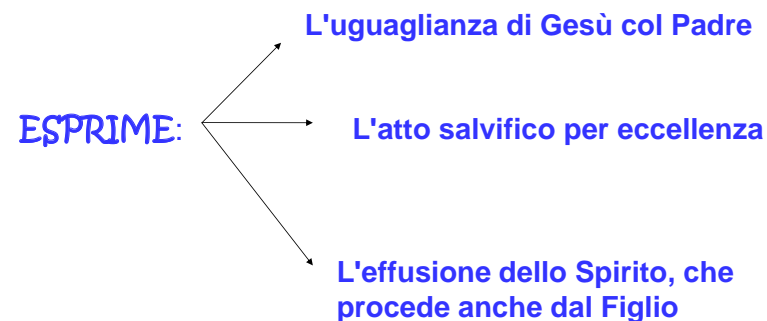 L'uguaglianza di Gesù col Padre
ESPRIME:
L'atto salvifico per eccellenza
L'effusione dello Spirito, che
procede anche dal Figlio